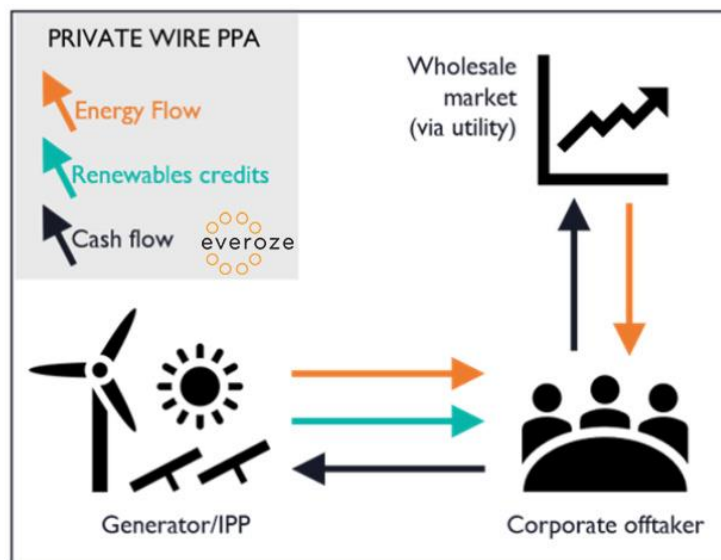 PRIVATE WIRE PPA
Energy Flow
Renewables credits
Cash flow
everoze
Wholesale
market
(via utility)
Generator/IPP
Corporate offtaker